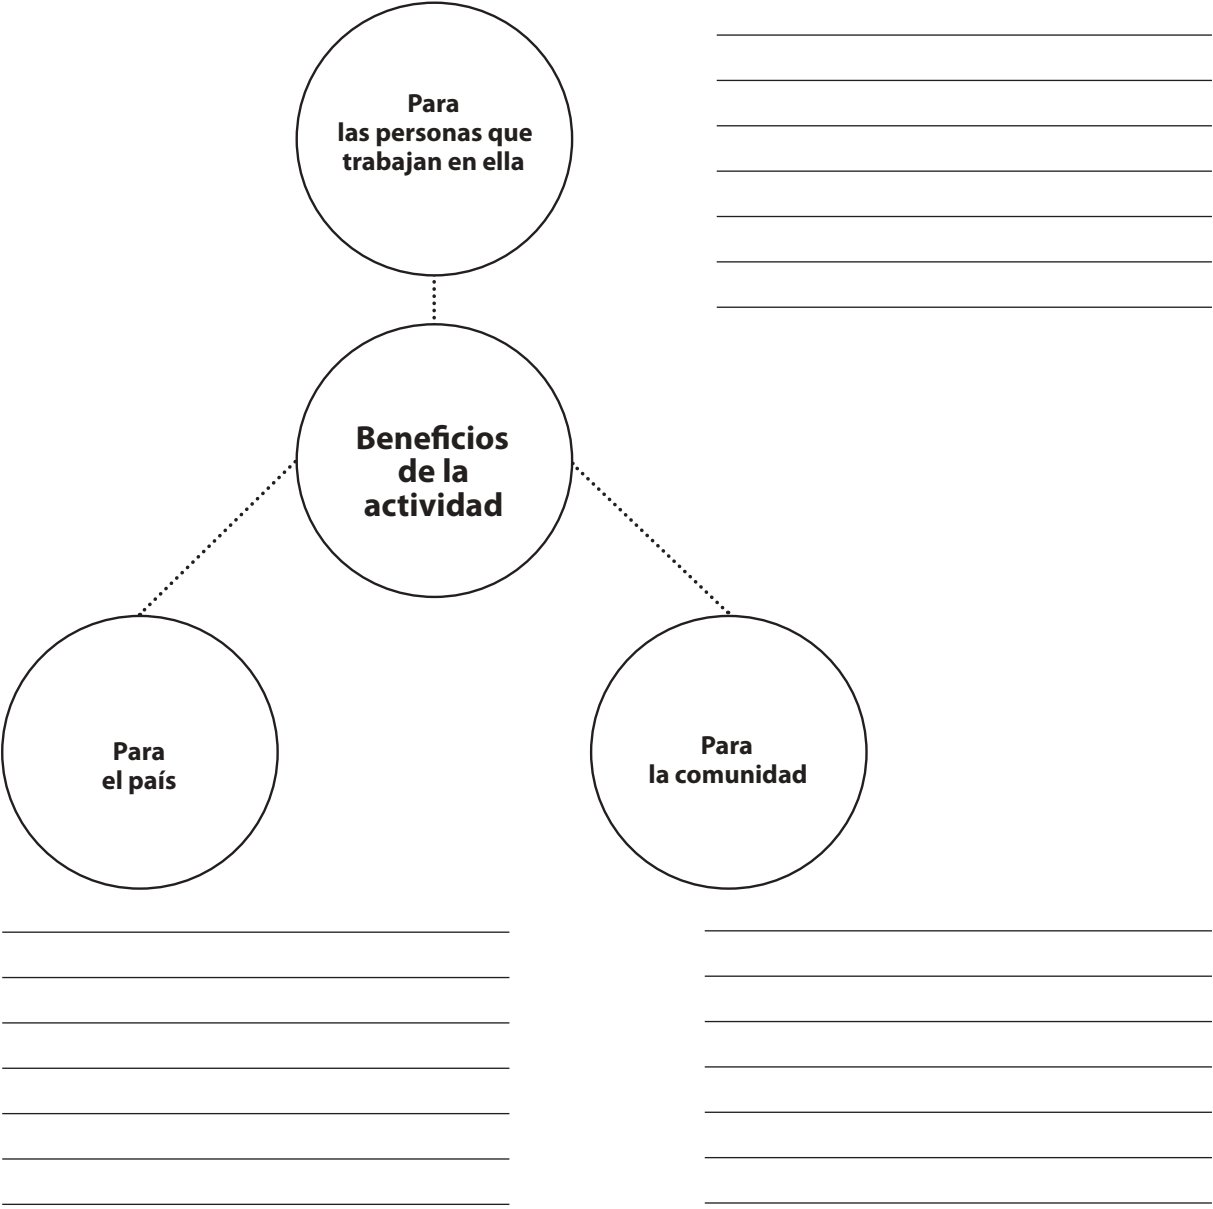 Para
las personas que
trabajan en ella
Beneficios
de la
actividad
Para
el país
Para
la comunidad